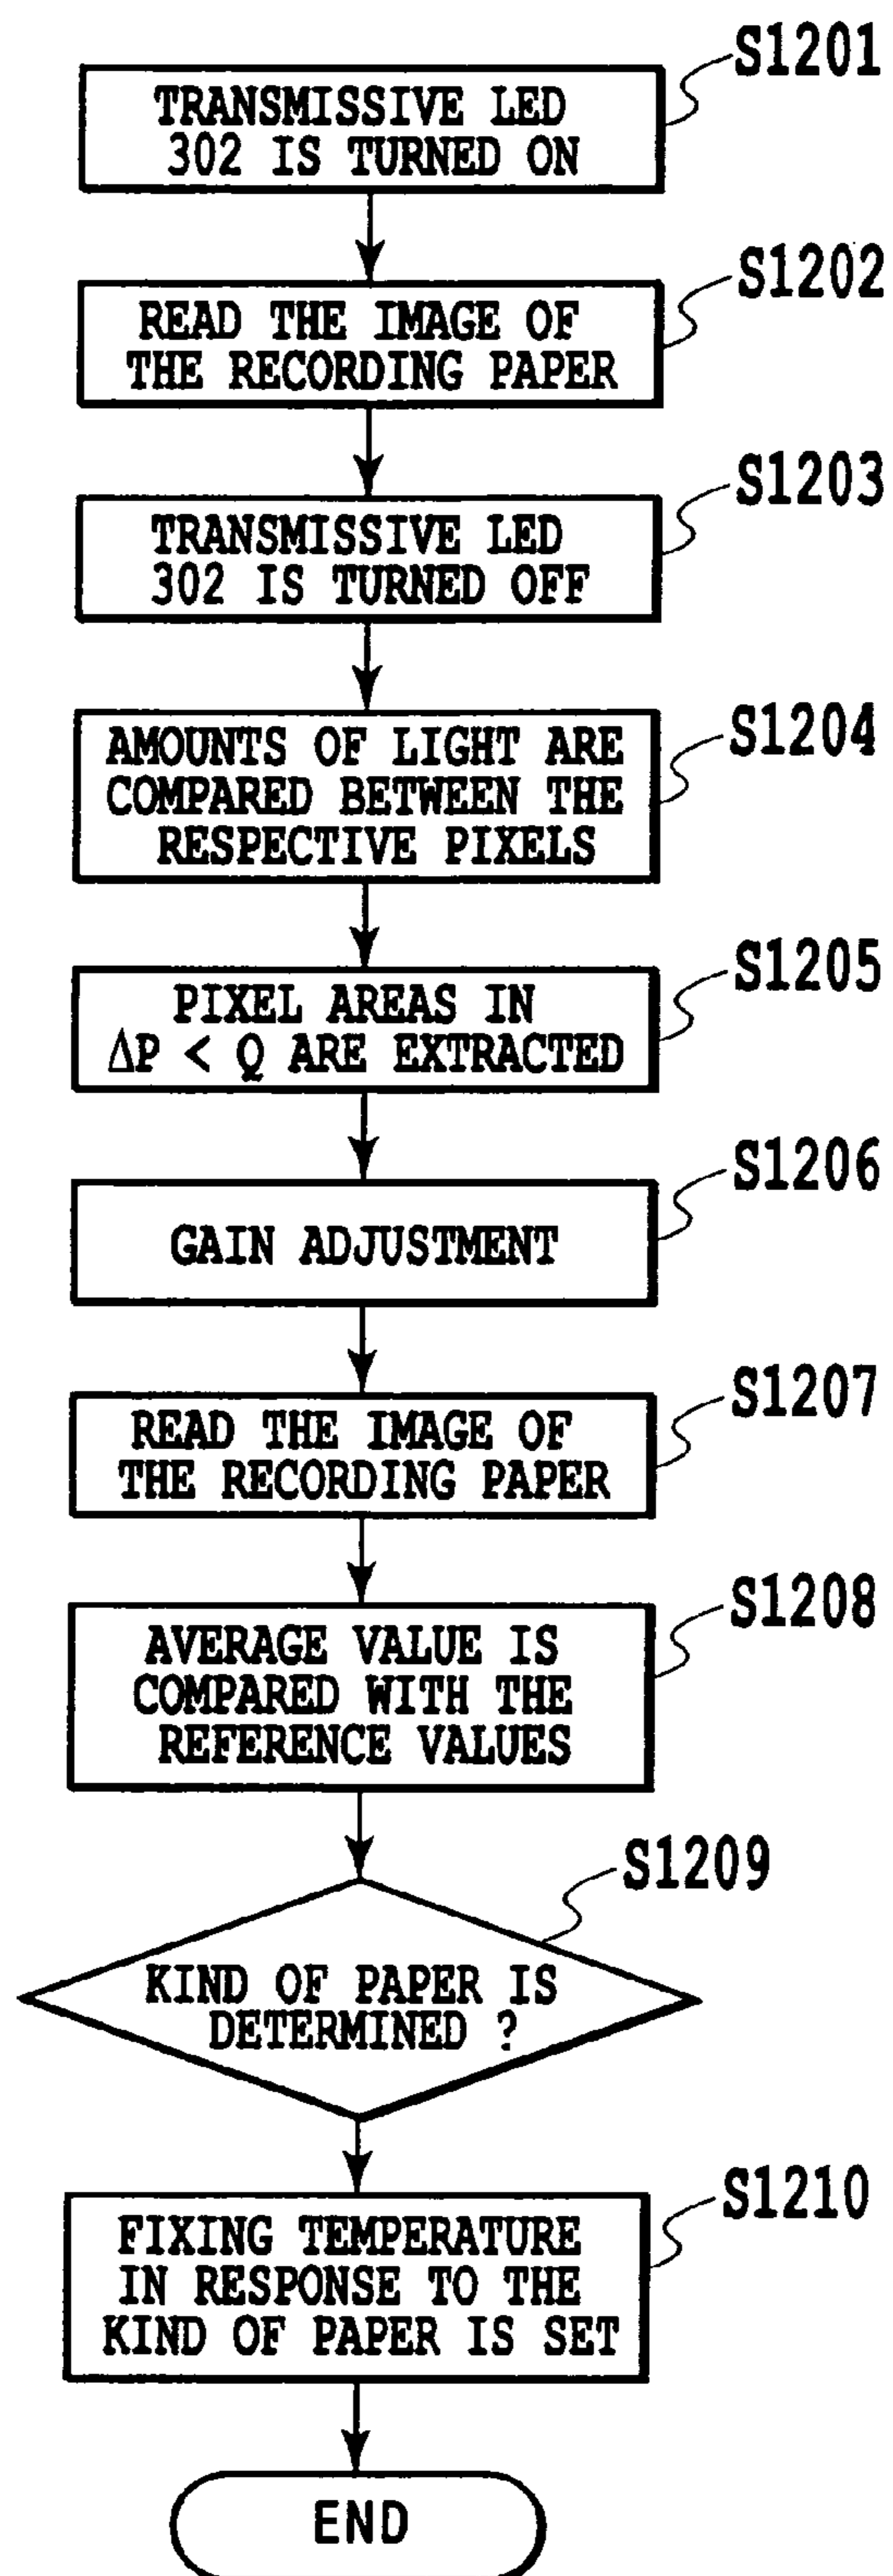 S1201
TRANSMISSIVE LED
302 IS TURNED ON
S1202
READ THE IMAGE OF
THE RECORDING PAPER
S1203
TRANSMISSIVE LED
302 IS TURNED OFF
S1204
AMOUNTS OF LIGHT ARE
COMPARED BETWEEN THE
RESPECTIVE PIXELS
S1205
PIXEL AREAS IN
ΔP < Q ARE EXTRACTED
S1206
GAIN ADJUSTMENT
S1207
READ THE IMAGE OF
THE RECORDING PAPER
S1208
AVERAGE VALUE IS
COMPARED WITH THE
REFERENCE VALUES
S1209
KIND OF PAPER IS
DETERMINED ?
S1210
FIXING TEMPERATURE
IN RESPONSE TO THE
KIND OF PAPER IS SET
END